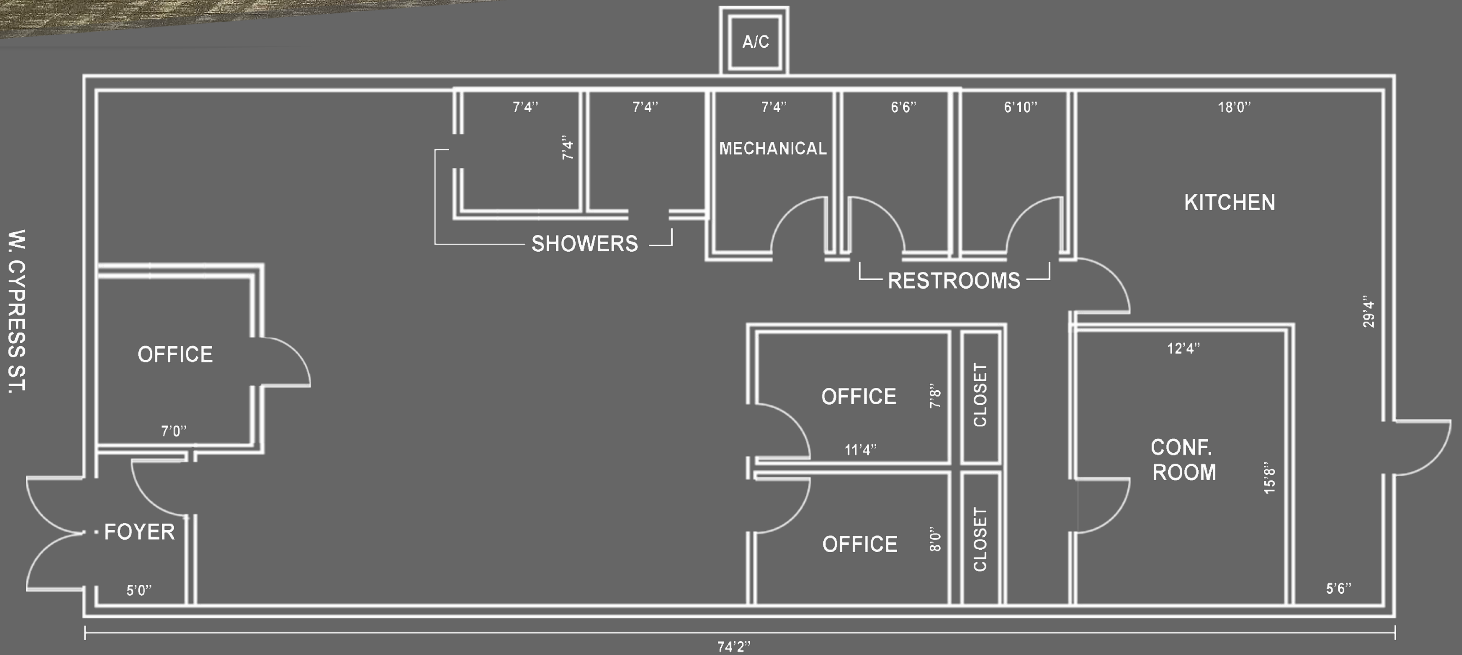 A/C
7'4"
7'4"
7'4"
6'6"
6'10"
18'0"
7'4"
MECHANICAL
KITCHEN
SHOWERS
RESTROOMS
W. CYPRESS ST.
29'4"
OFFICE
7'0"
12'4"
OFFICE
7'8"
CLOSET
11'4"
CONF.
ROOM
15'8"
FOYER
5'0"
OFFICE
8'0"
CLOSET
5'6"
74'2"